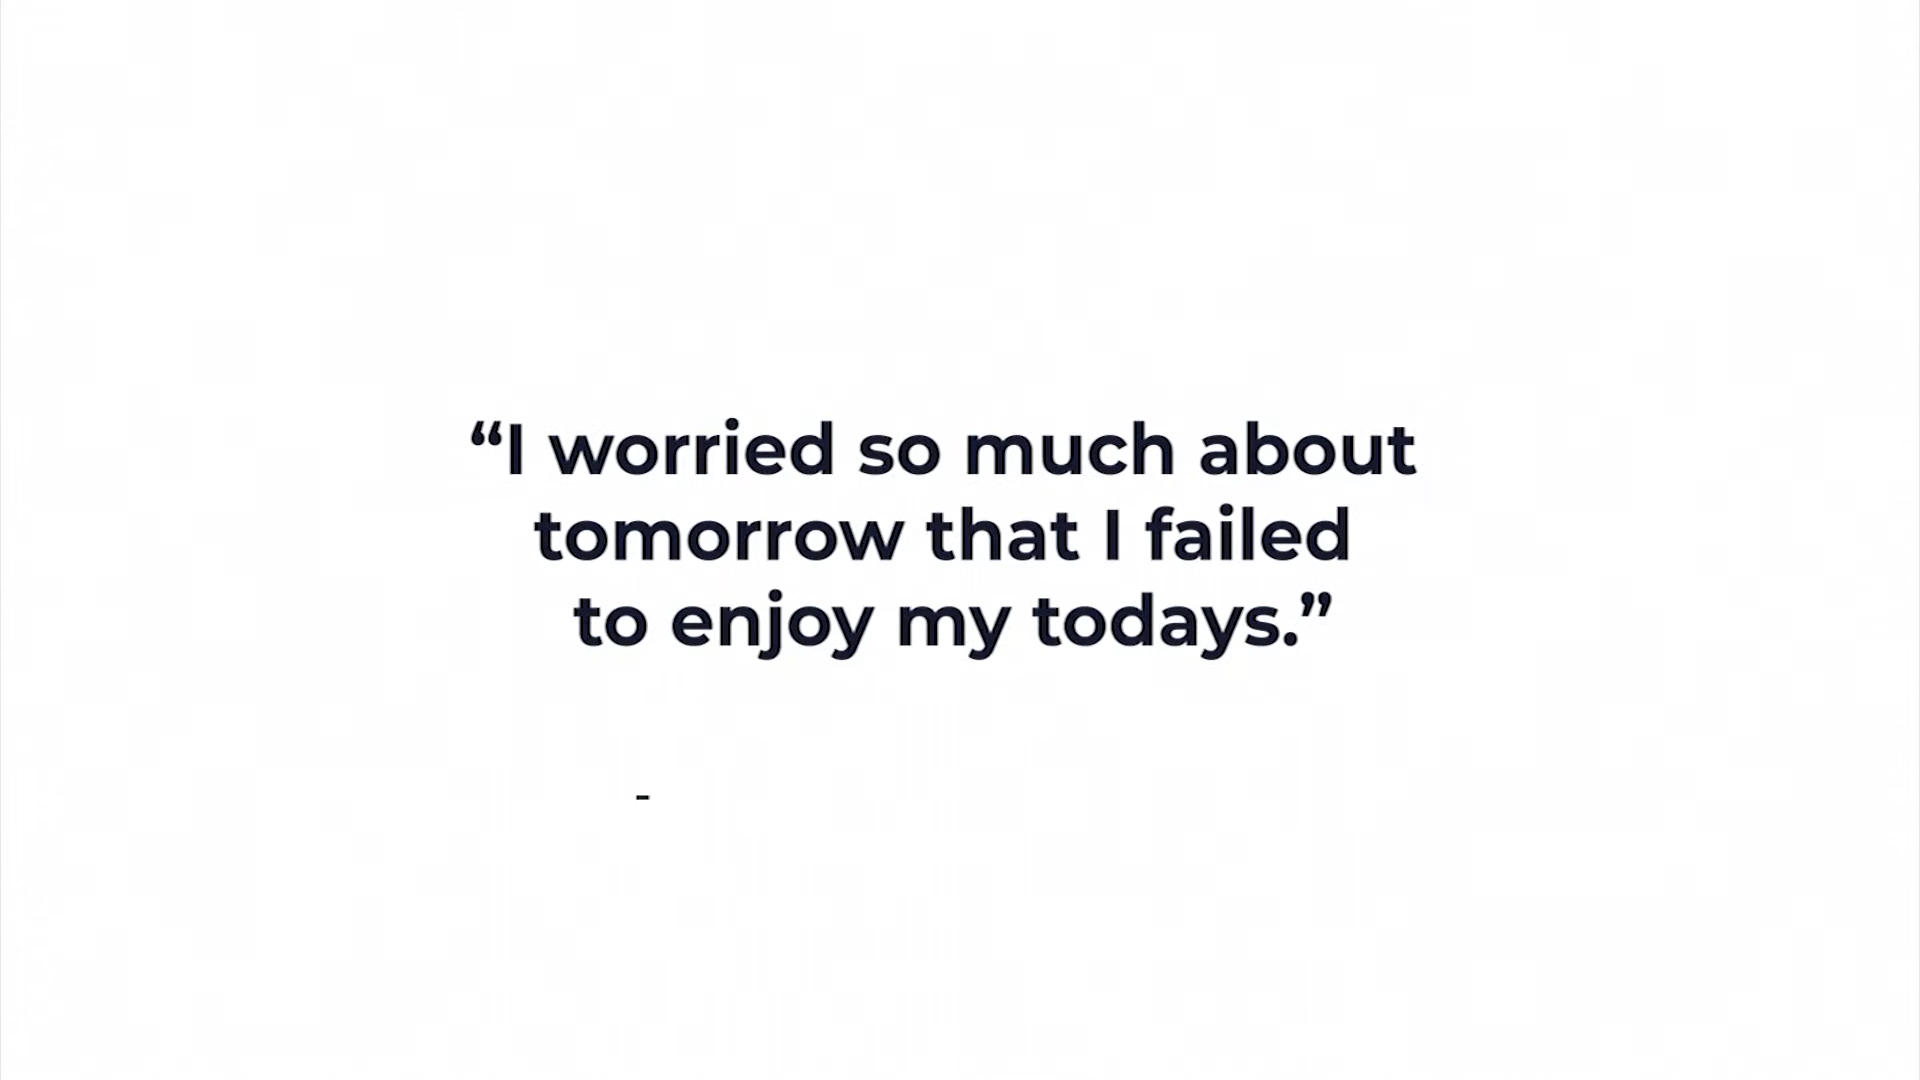 “I worried so much about
tomorrow that I failed
to enjoy my todays.”
-